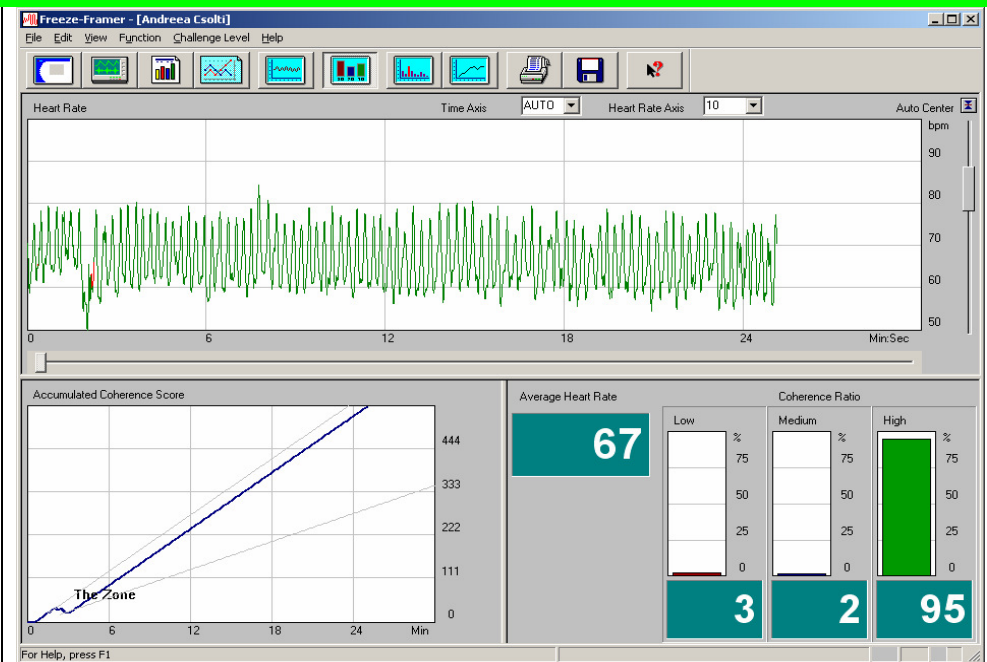 Freeze-Framer - [Andreea Csolti]
File Edit View Function Challenge Level Help
Heart Rate Time Axis AUTO Heart Rate Axis 10 Auto Center
bpm
90
80
70
60
50
0 6 12 18 24 Min:Sec
Accumulated Coherence Score
444
333
222
111
0
The Zone
0 6 12 18 24 Min
Average Heart Rate
67
Coherence Ratio
Low Medium High
% % %
75 75 75
50 50 50
25 25 25
0 0 0
3 2 95
For Help, press F1